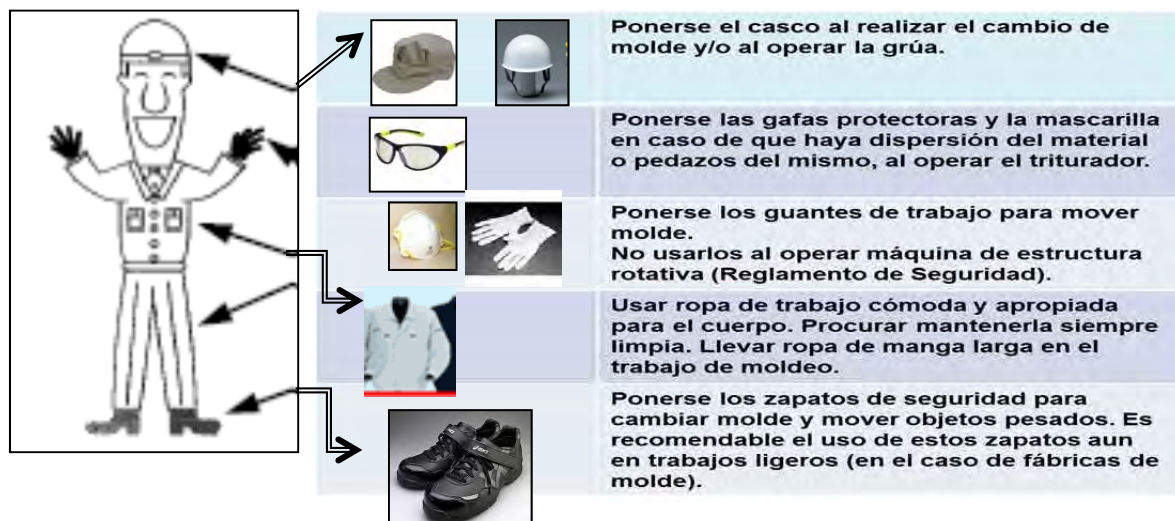 Ponerse el casco al realizar el cambio de
molde y/o al operar la grúa.
Ponerse las gafas protectoras y la mascarilla
en caso de que haya dispersión del material
o pedazos del mismo, al operar el triturador.
Ponerse los guantes de trabajo para mover
molde.
No usarlos al operar máquina de estructura
rotativa (Reglamento de Seguridad).
Usar ropa de trabajo cómoda y apropiada
para el cuerpo. Procurar mantenerla siempre
limpia. Llevar ropa de manga larga en el
trabajo de moldeo.
Ponerse los zapatos de seguridad para
cambiar molde y mover objetos pesados. Es
recomendable el uso de estos zapatos aun
en trabajos ligeros (en el caso de fábricas de
molde).